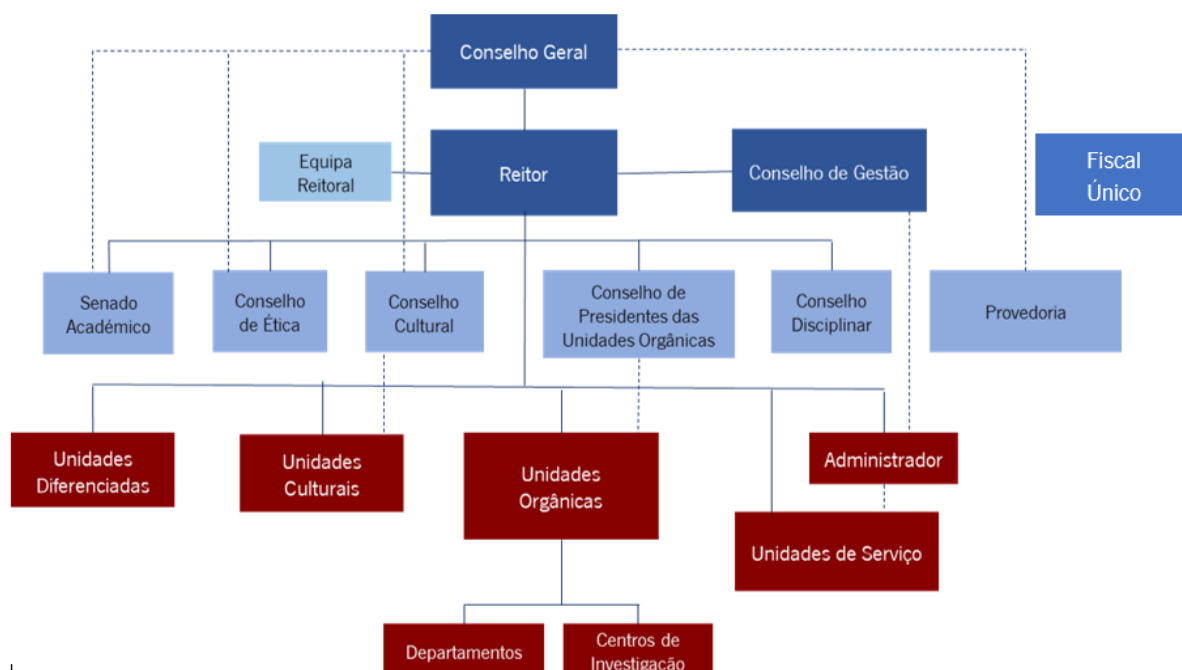 Conselho Geral
Equipa
Reitoral
Reitor
Conselho de Gestão
Fiscal
Único
Senado
Académico
Conselho
de Ética
Conselho
Cultural
Conselho de
Presidentes das
Unidades Orgânicas
Conselho
Disciplinar
Provedoria
Unidades
Diferenciadas
Unidades
Culturais
Unidades
Orgânicas
Administrador
Unidades de Serviço
Departamentos
Centros de
Investigação